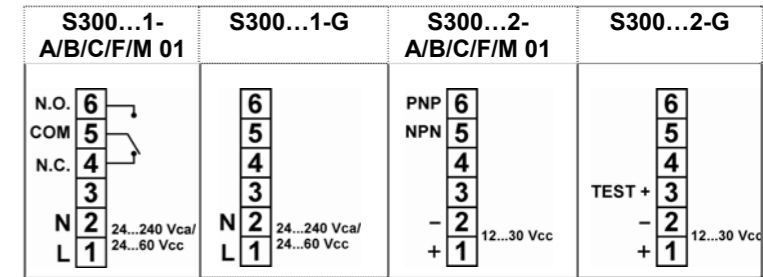 S300…1-
A/B/C/F/M 01
S300…1-G
S300…2-
A/B/C/F/M 01
S300…2-G
N.O. 6
COM 5
N.C. 4
3
N 2 24...240 Vca/
L 1 24...60 Vcc
6
5
4
3
N 2 24...240 Vca/
L 1 24...60 Vcc
PNP 6
NPN 5
4
3
– 2
12...30 Vcc
+ 1
6
5
4
TEST + 3
– 2
12...30 Vcc
+ 1